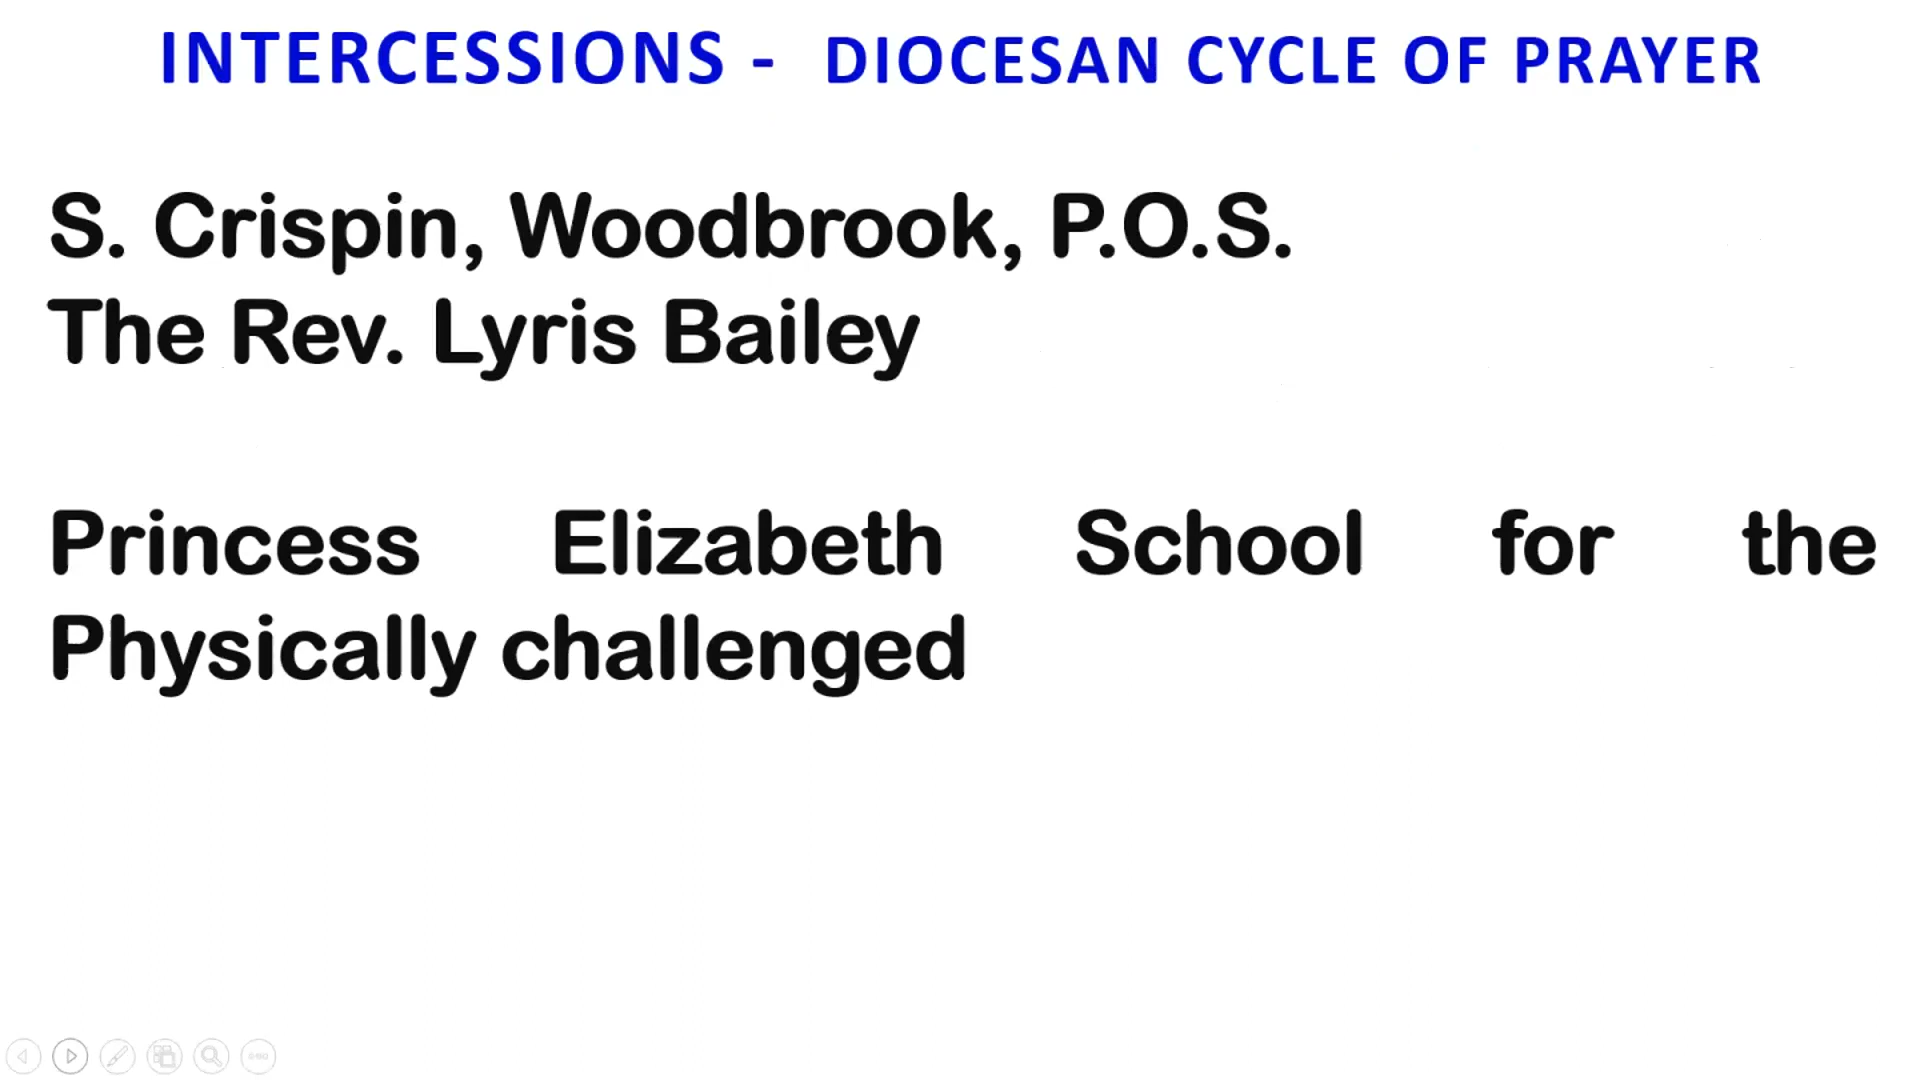 INTERCESSIONS - DIOCESAN CYCLE OF PRAYER
S. Crispin, Woodbrook, P.O.S.
The Rev. Lyris Bailey
Princess Elizabeth School for the
Physically challenged